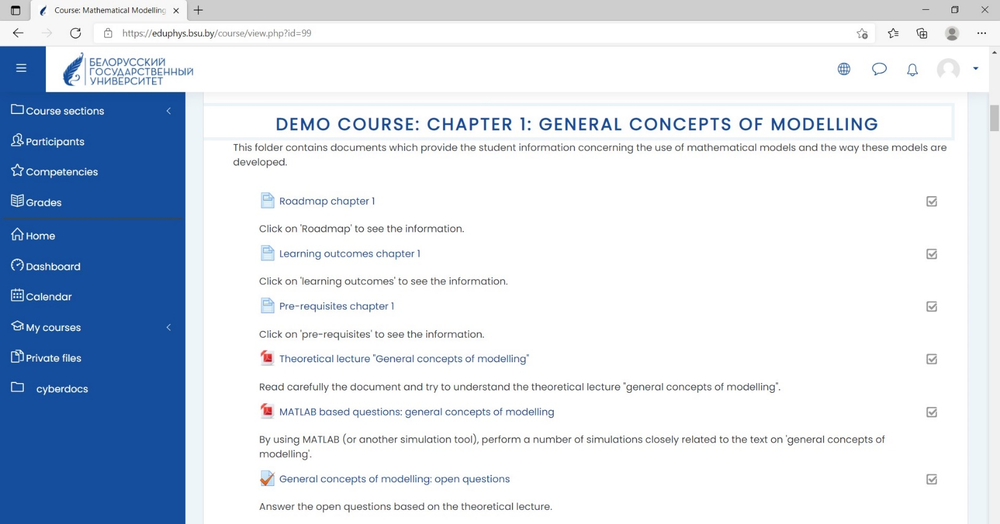 Course: Mathematical Modelling
https://eduphys.bsu.by/course/view.php?id=99
БЕЛОРУССКИЙ
ГОСУДАРСТВЕННЫЙ
УНИВЕРСИТЕТ
Course sections
Participants
Competencies
Grades
Home
Dashboard
Calendar
My courses
Private files
cyberdocs
DEMO COURSE: CHAPTER 1: GENERAL CONCEPTS OF MODELLING
This folder contains documents which provide the student information concerning the use of mathematical models and the way these models are
developed.
Roadmap chapter 1
Click on 'Roadmap' to see the information.
Learning outcomes chapter 1
Click on 'learning outcomes' to see the information.
Pre-requisites chapter 1
Click on 'pre-requisites' to see the information.
Theoretical lecture "General concepts of modelling"
Read carefully the document and try to understand the theoretical lecture "general concepts of modelling".
MATLAB based questions: general concepts of modelling
By using MATLAB (or another simulation tool), perform a number of simulations closely related to the text on 'general concepts of
modelling'.
General concepts of modelling: open questions
Answer the open questions based on the theoretical lecture.